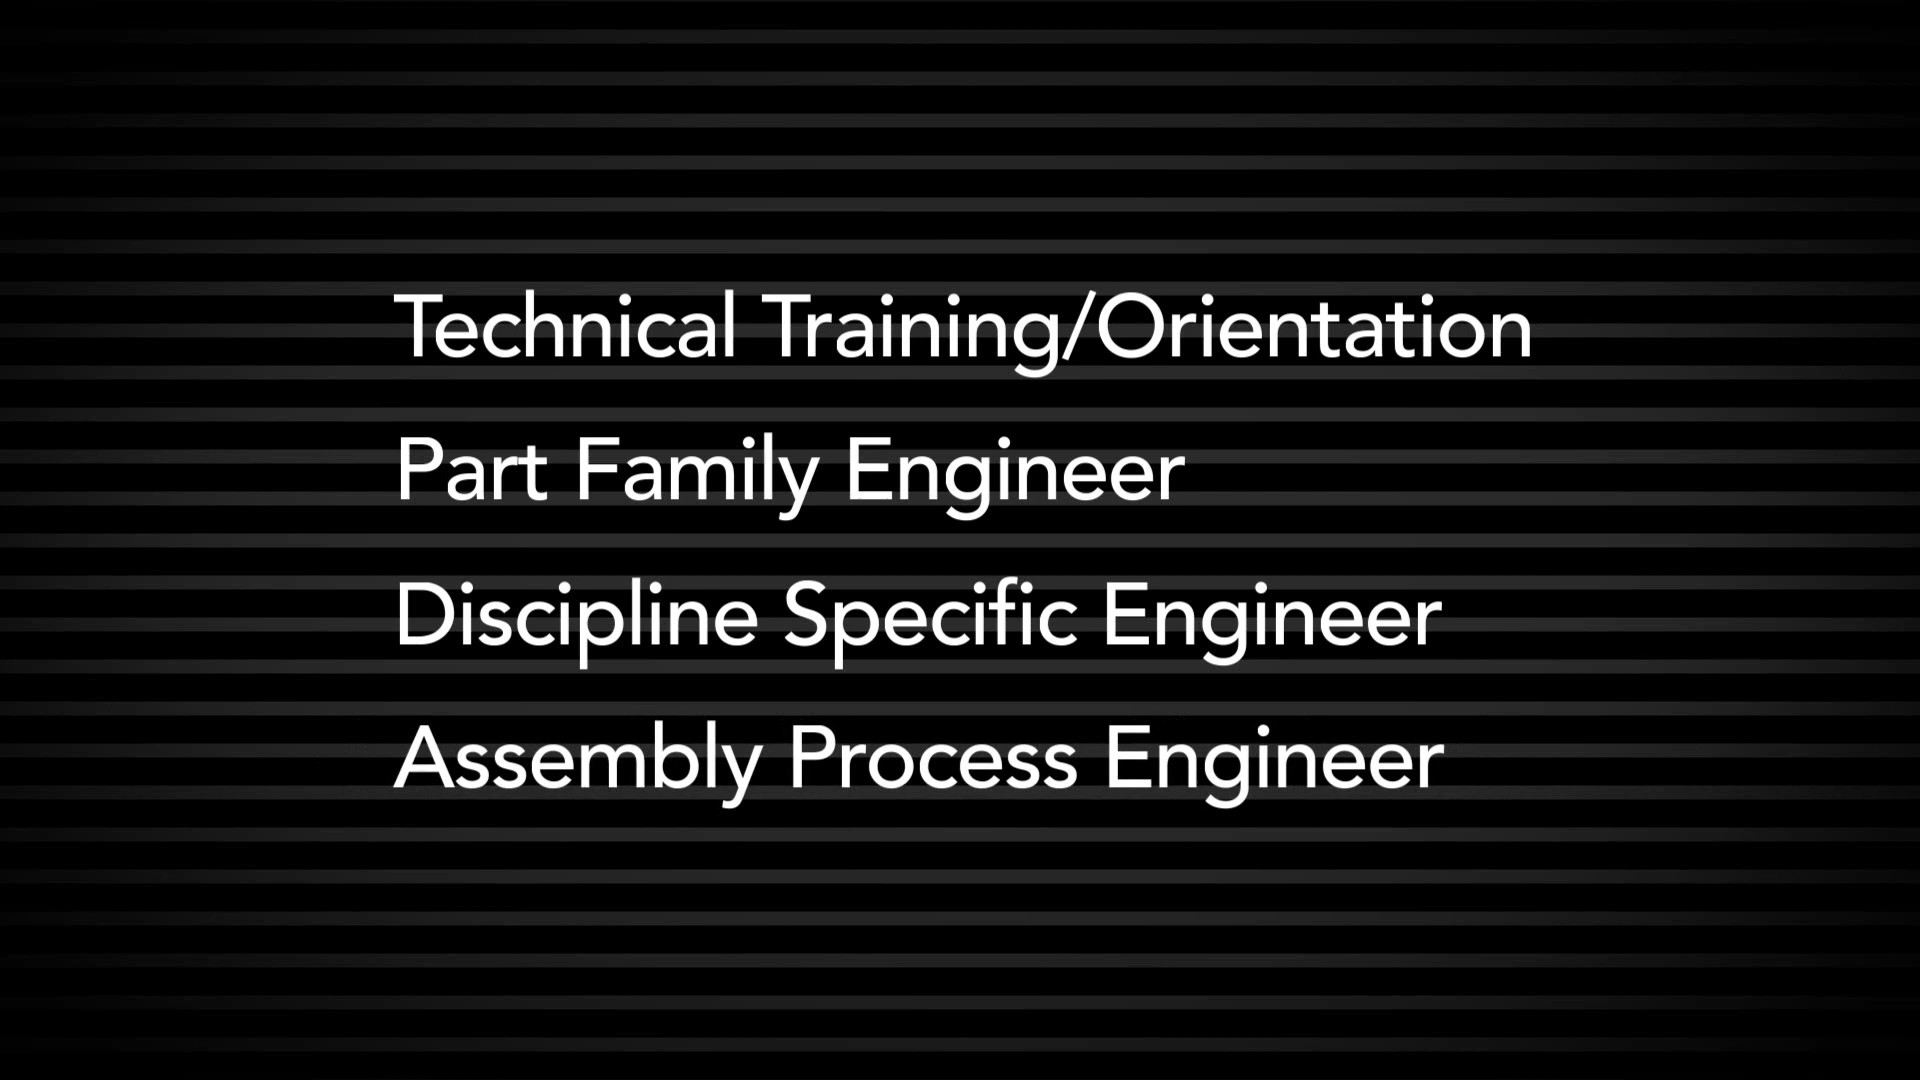 Technical Training/Orientation
Part Family Engineer
Discipline Specific Engineer
Assembly Process Engineer